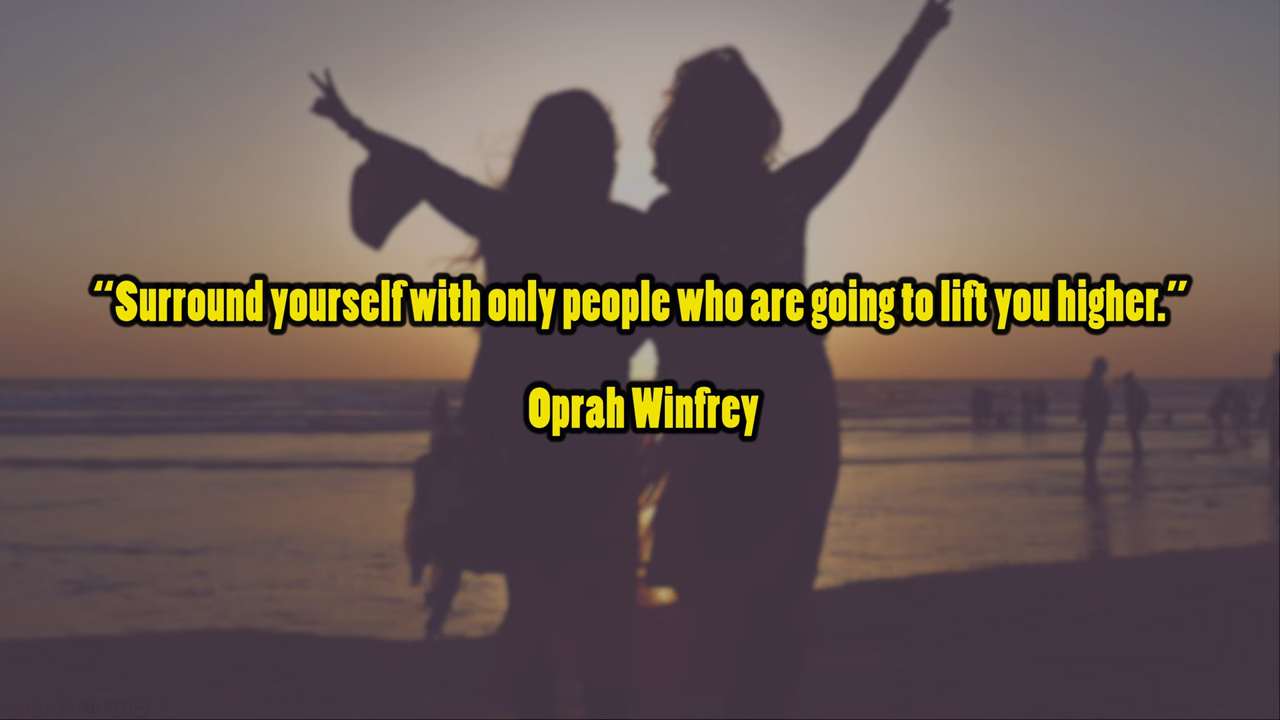 “Surround yourself with only people who are going to lift you higher.”
Oprah Winfrey